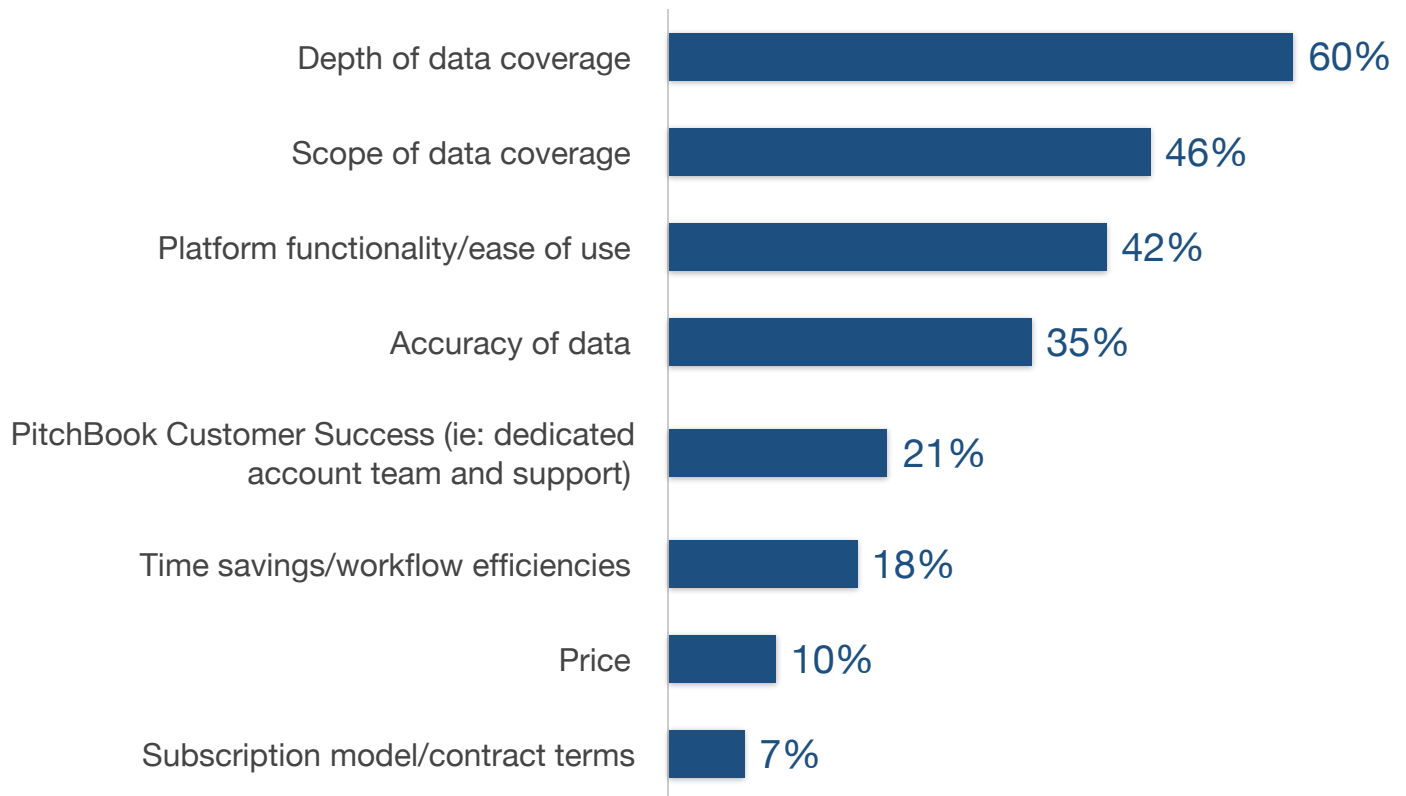 Depth of data coverage 60%
Scope of data coverage 46%
Platform functionality/ease of use 42%
Accuracy of data 35%
PitchBook Customer Success (ie: dedicated
account team and support) 21%
Time savings/workflow efficiencies 18%
Price 10%
Subscription model/contract terms 7%